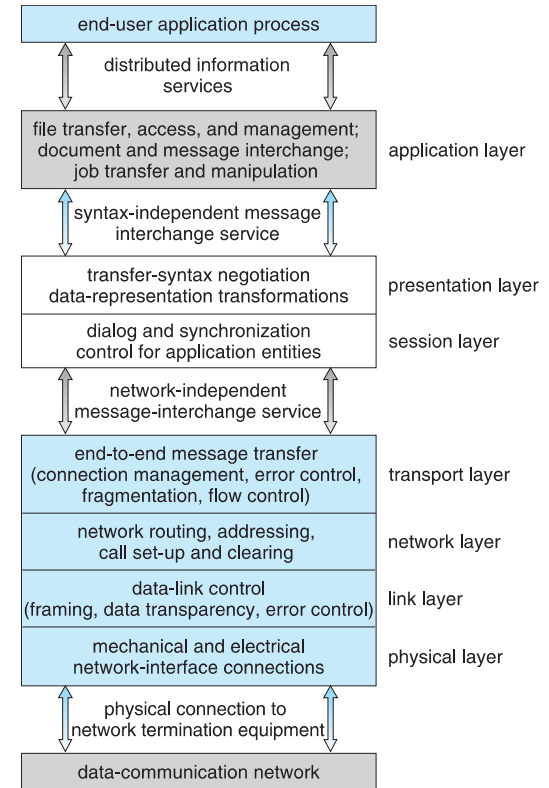 end-user application process
distributed information
services
file transfer, access, and management;
document and message interchange;
job transfer and manipulation
application layer
syntax-independent message
interchange service
transfer-syntax negotiation
data-representation transformations
presentation layer
dialog and synchronization
control for application entities
session layer
network-independent
message-interchange service
end-to-end message transfer
(connection management, error control,
fragmentation, flow control)
transport layer
network routing, addressing,
call set-up and clearing
network layer
data-link control
(framing, data transparency, error control)
link layer
mechanical and electrical
network-interface connections
physical layer
physical connection to
network termination equipment
data-communication network